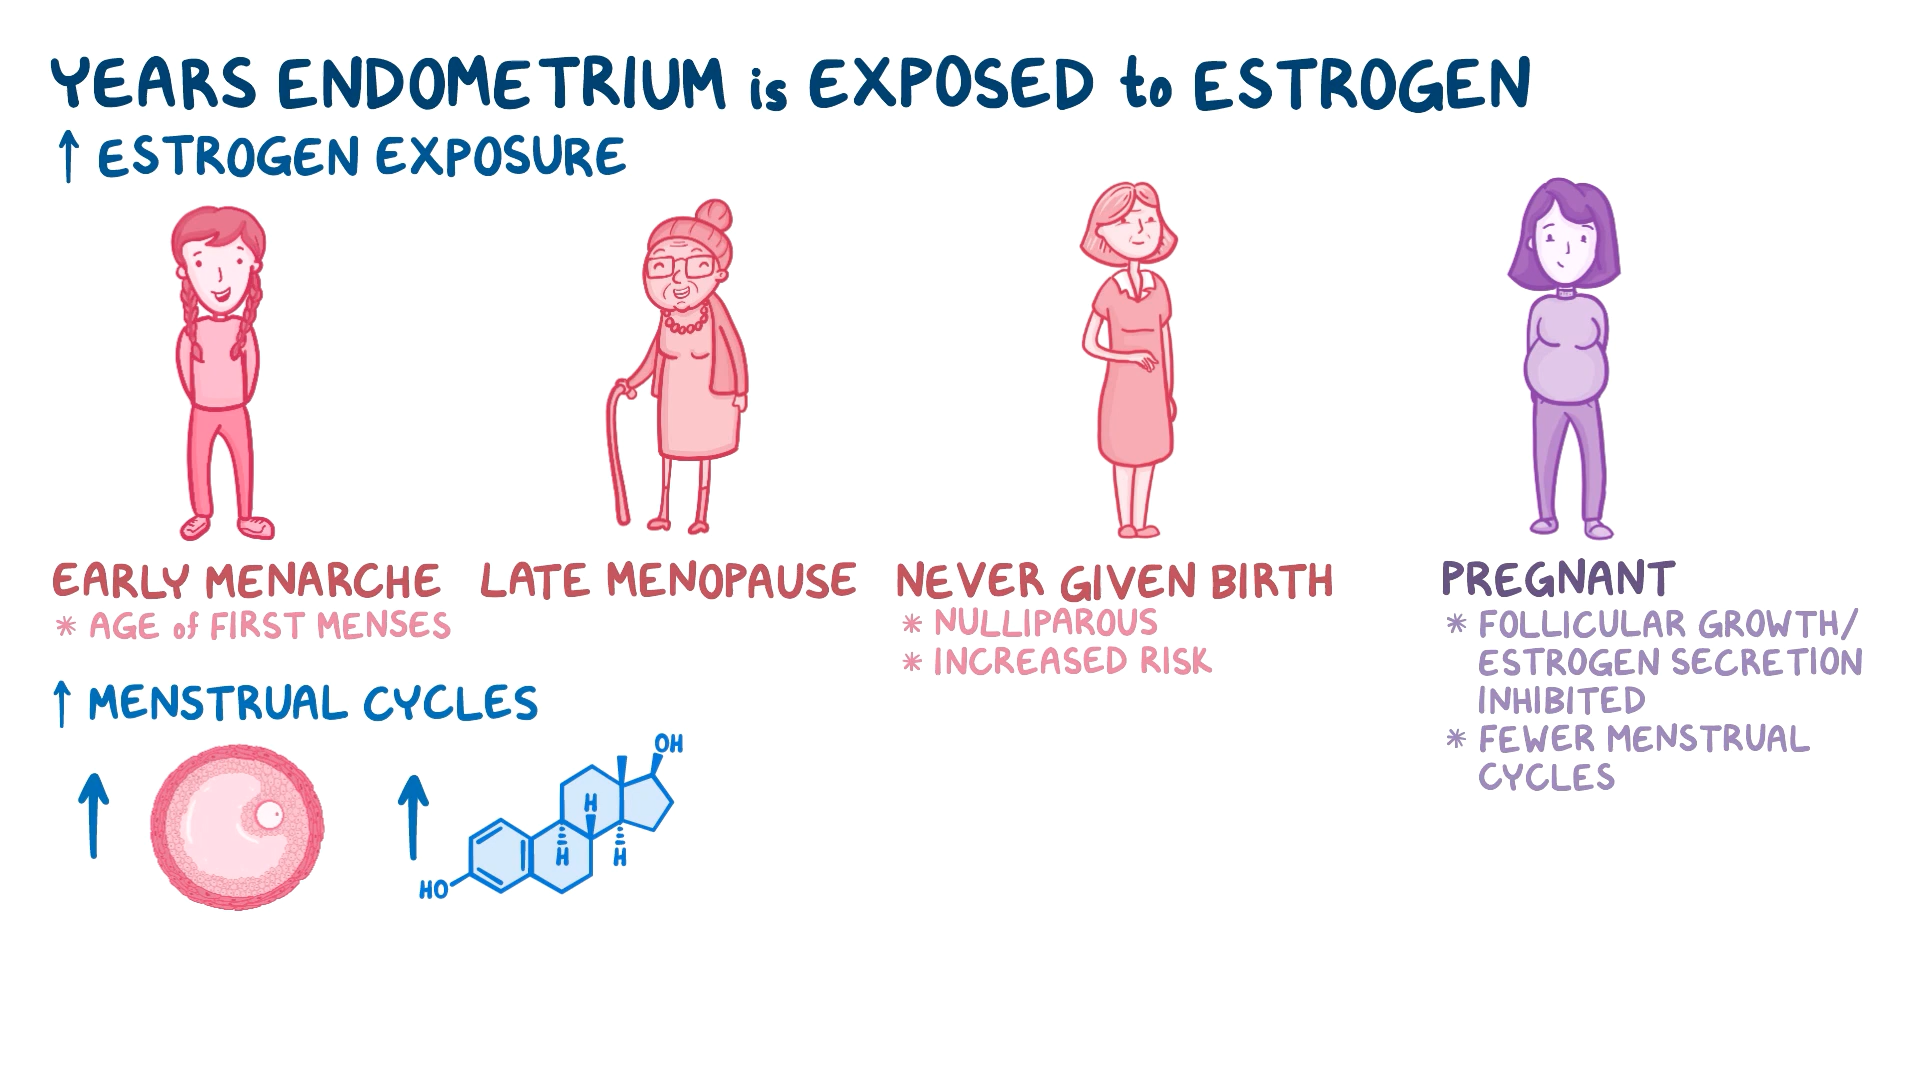 YEARS ENDOMETRIUM is EXPOSED to ESTROGEN
↑ ESTROGEN EXPOSURE
EARLY MENARCHE
* AGE of FIRST MENSES
LATE MENOPAUSE
NEVER GIVEN BIRTH
* NULLIPAROUS
* INCREASED RISK
PREGNANT
* FOLLICULAR GROWTH/
ESTROGEN SECRETION
INHIBITED
* FEWER MENSTRUAL
CYCLES
↑ MENSTRUAL CYCLES
OH
H
H
H
HO